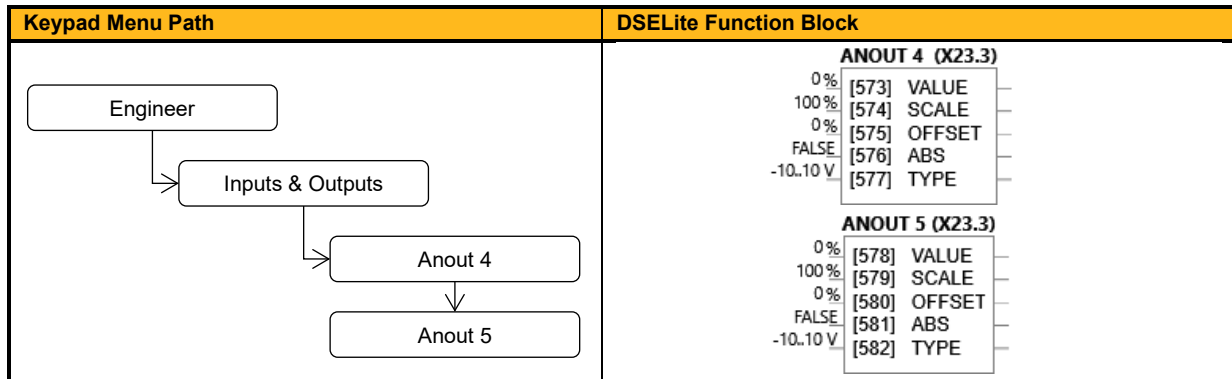 Keypad Menu Path
DSELite Function Block
Engineer
Inputs & Outputs
Anout 4
Anout 5
ANOUT 4 (X23.3)
0 % [573] VALUE
100 % [574] SCALE
0 % [575] OFFSET
FALSE [576] ABS
-10..10 V [577] TYPE
ANOUT 5 (X23.3)
0 % [578] VALUE
100 % [579] SCALE
0 % [580] OFFSET
FALSE [581] ABS
-10..10 V [582] TYPE